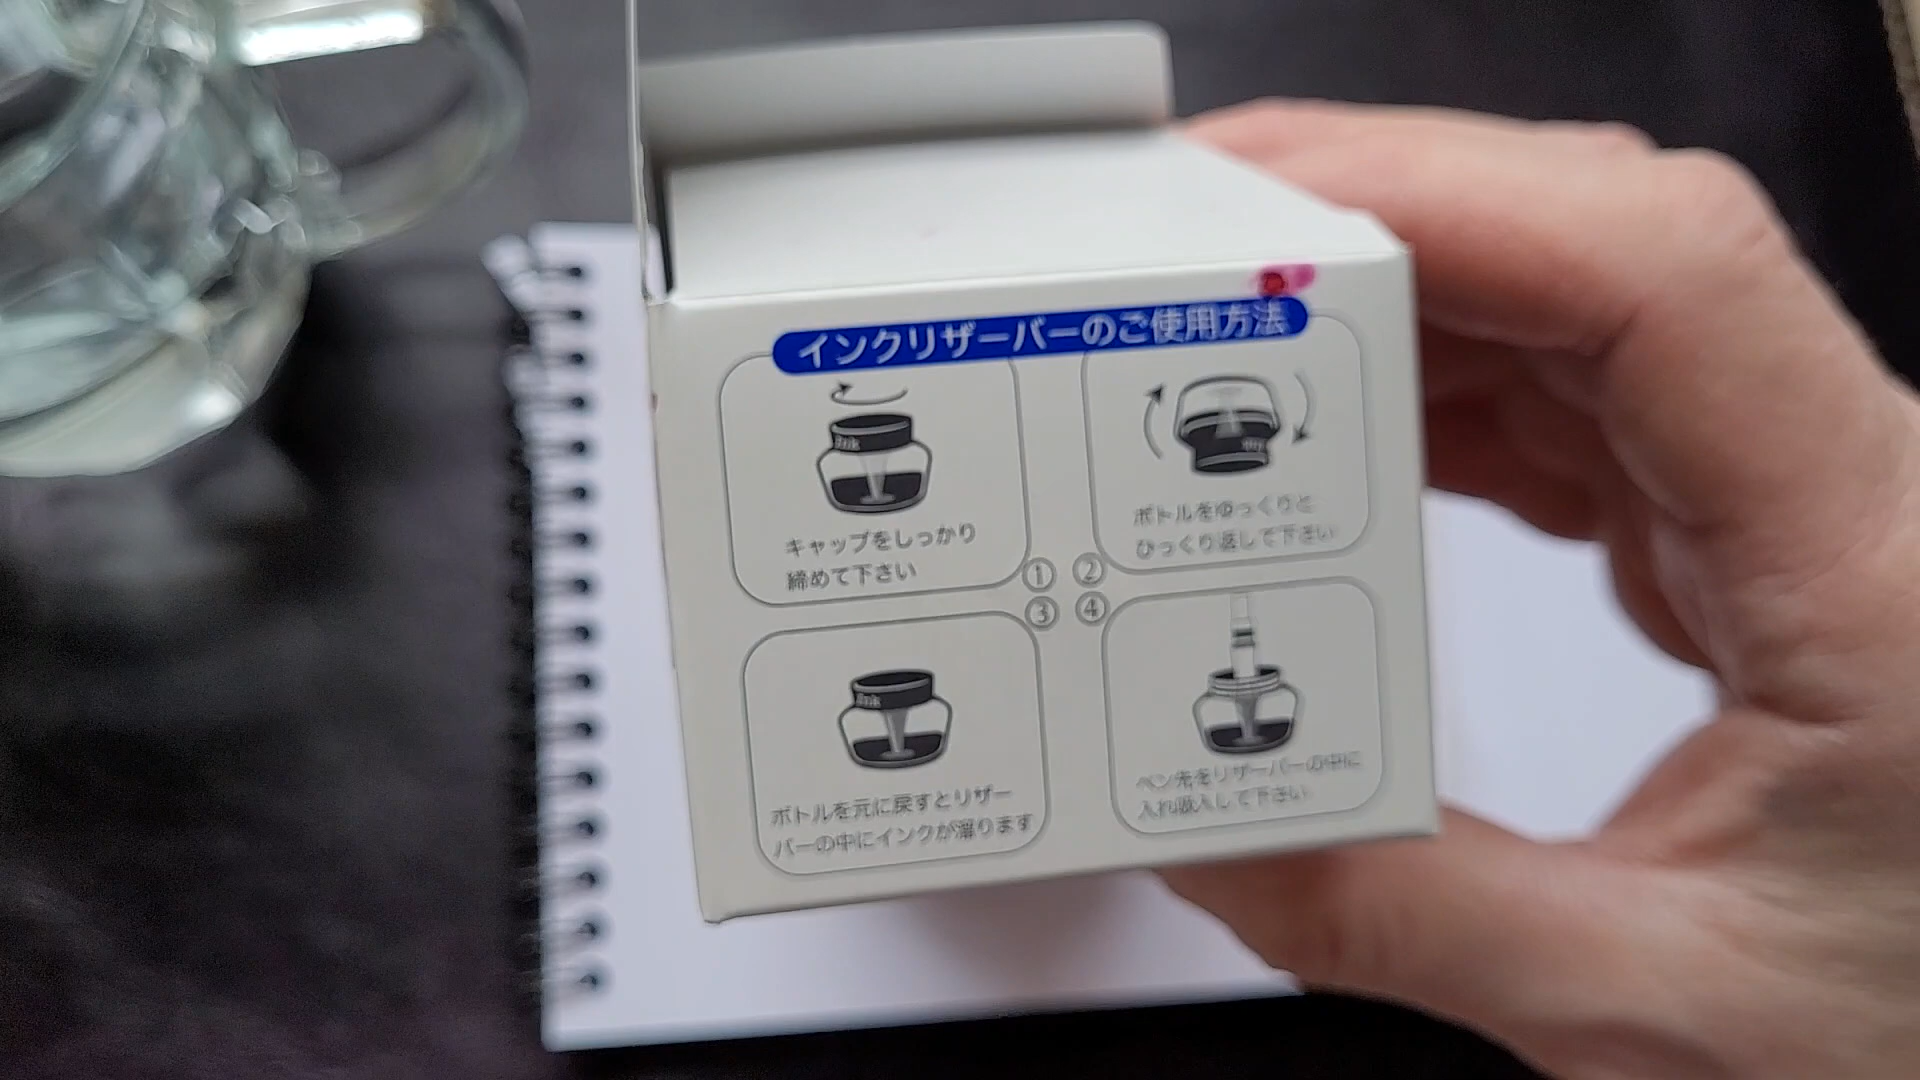 インクリザーバーのご使用方法
Ink
キャップをしっかり
締めて下さい
①
ボトルをゆっくりと
ひっくり返して下さい
②
③
Ink
ボトルを元に戻すとリザー
バーの中にインクが溜ります
④
ペン先をリザーバーの中に
入れ吸入して下さい